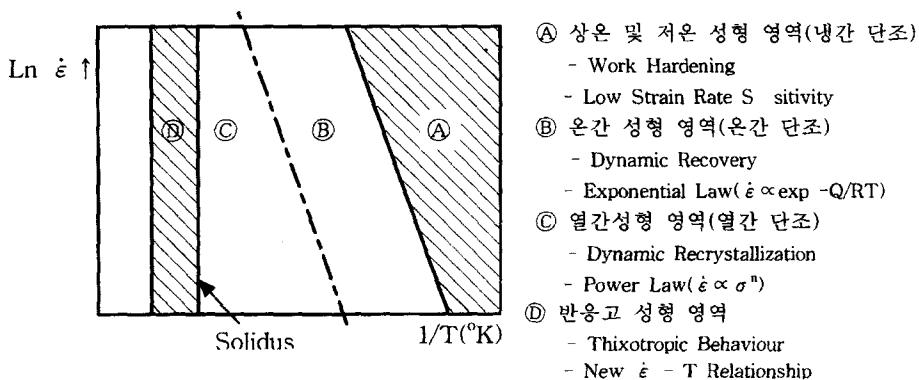 Ln ε̇ ↑
Ⓓ Ⓒ Ⓑ Ⓐ
Solidus
1/T(°K)
Ⓐ 상온 및 저온 성형 영역(냉간 단조)
- Work Hardening
- Low Strain Rate S sitivity
Ⓑ 온간 성형 영역(온간 단조)
- Dynamic Recovery
- Exponential Law( ε̇ ∝exp -Q/RT)
Ⓒ 열간성형 영역(열간 단조)
- Dynamic Recrystallization
- Power Law( ε̇ ∝ σⁿ)
Ⓓ 반응고 성형 영역
- Thixotropic Behaviour
- New ε̇ - T Relationship